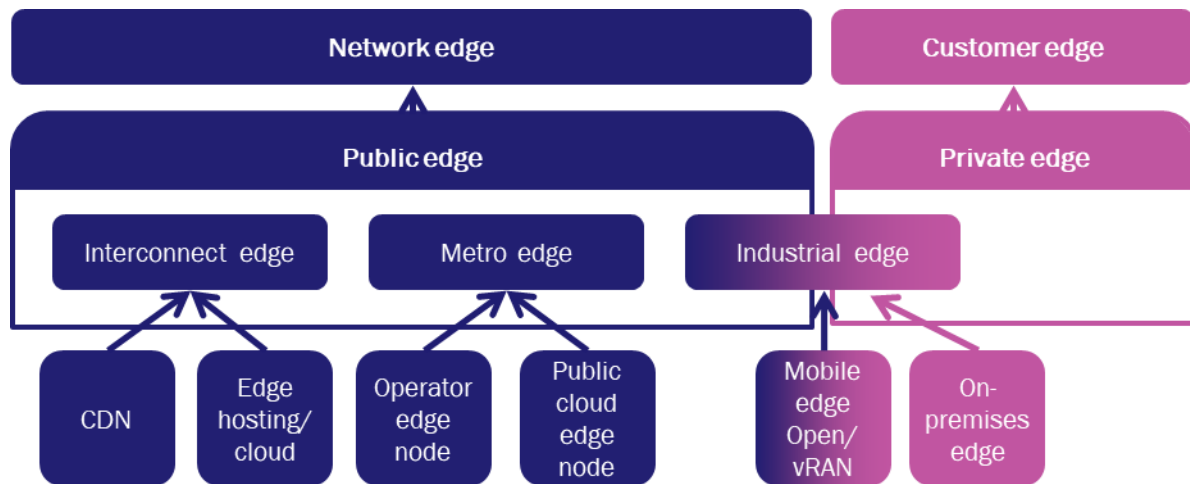 Network edge
Customer edge
Public edge
Private edge
Interconnect edge
Metro edge
Industrial edge
CDN
Edge
hosting/
cloud
Operator
edge
node
Public
cloud
edge
node
Mobile
edge
Open/
vRAN
On-
premises
edge